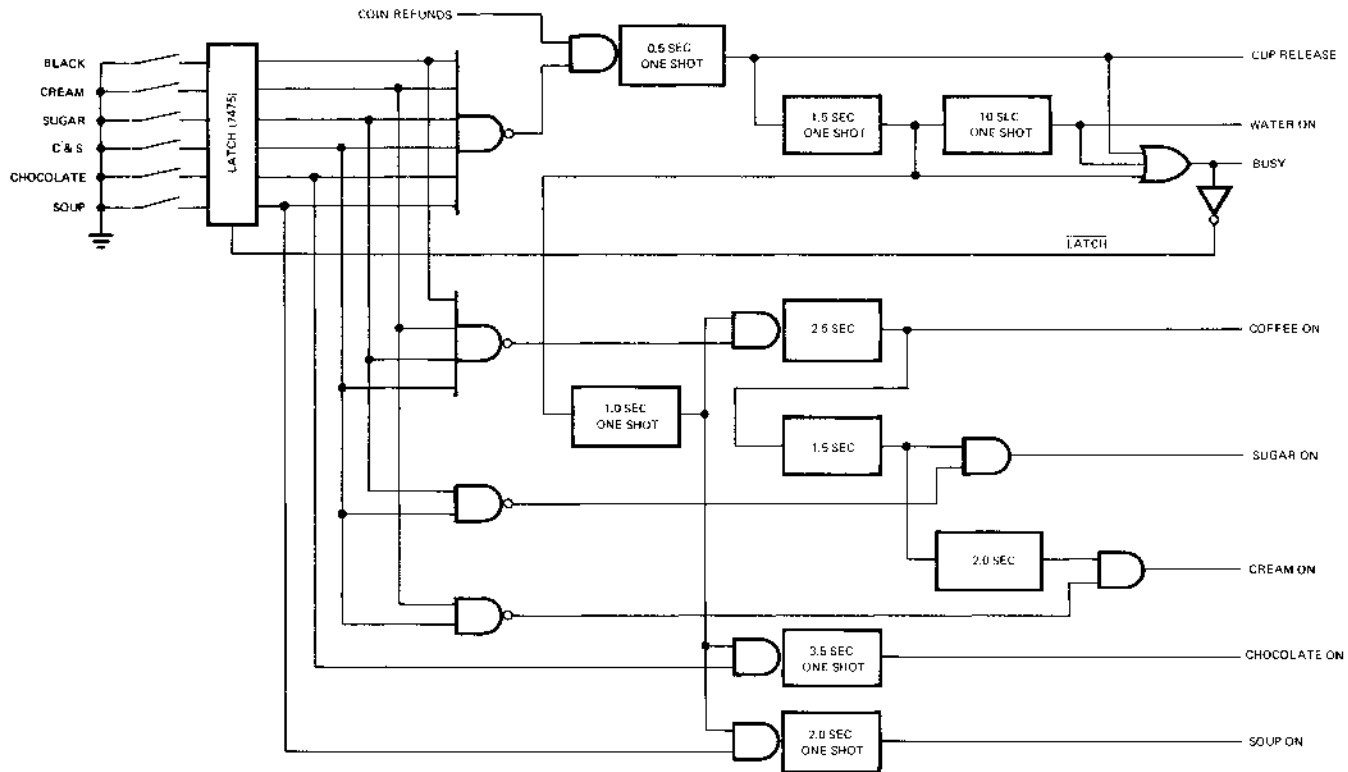 COIN REFUNDS
0.5 SEC
ONE SHOT
CUP RELEASE
BLACK
CREAM
SUGAR
C & S
CHOCOLATE
SOUP
LATCH (7475)
1.5 SEC
ONE SHOT
10 SEC
ONE SHOT
WATER ON
BUSY
LATCH
2.5 SEC
COFFEE ON
1.0 SEC
ONE SHOT
1.5 SEC
SUGAR ON
2.0 SEC
CREAM ON
3.5 SEC
ONE SHOT
CHOCOLATE ON
2.0 SEC
ONE SHOT
SOUP ON